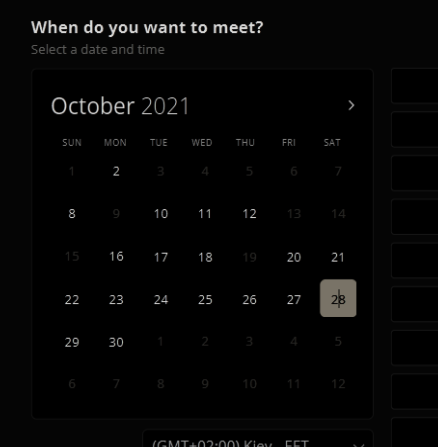 When do you want to meet?
Select a date and time
October 2021 >
SUN MON TUE WED THU FRI SAT
1 2 3 4 5 6 7
8 9 10 11 12 13 14
15 16 17 18 19 20 21
22 23 24 25 26 27 28
29 30 1 2 3 4 5
6 7 8 9 10 11 12
(GMT+02:00) Kiev - EET